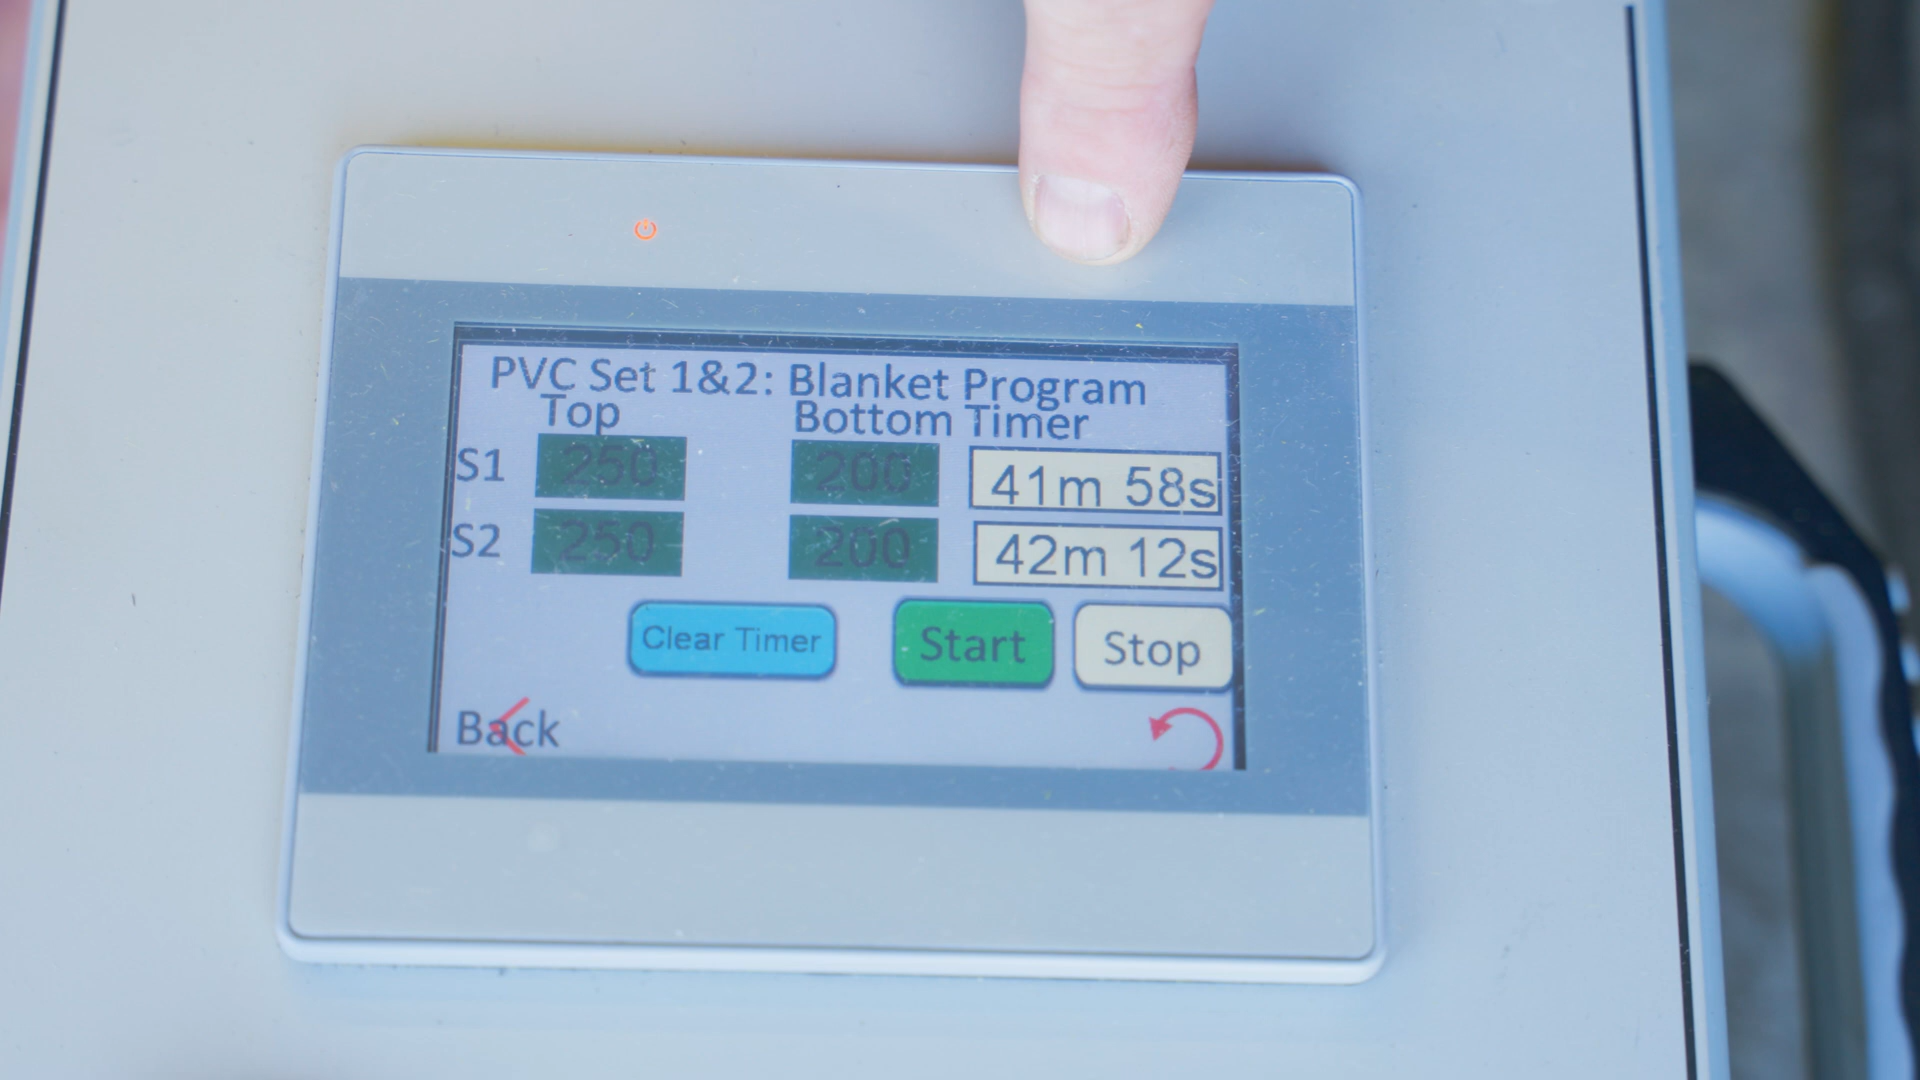 PVC Set 1&2: Blanket Program
Top Bottom Timer
S1 250 200 41m 58s
S2 250 200 42m 12s
Clear Timer Start Stop
Back